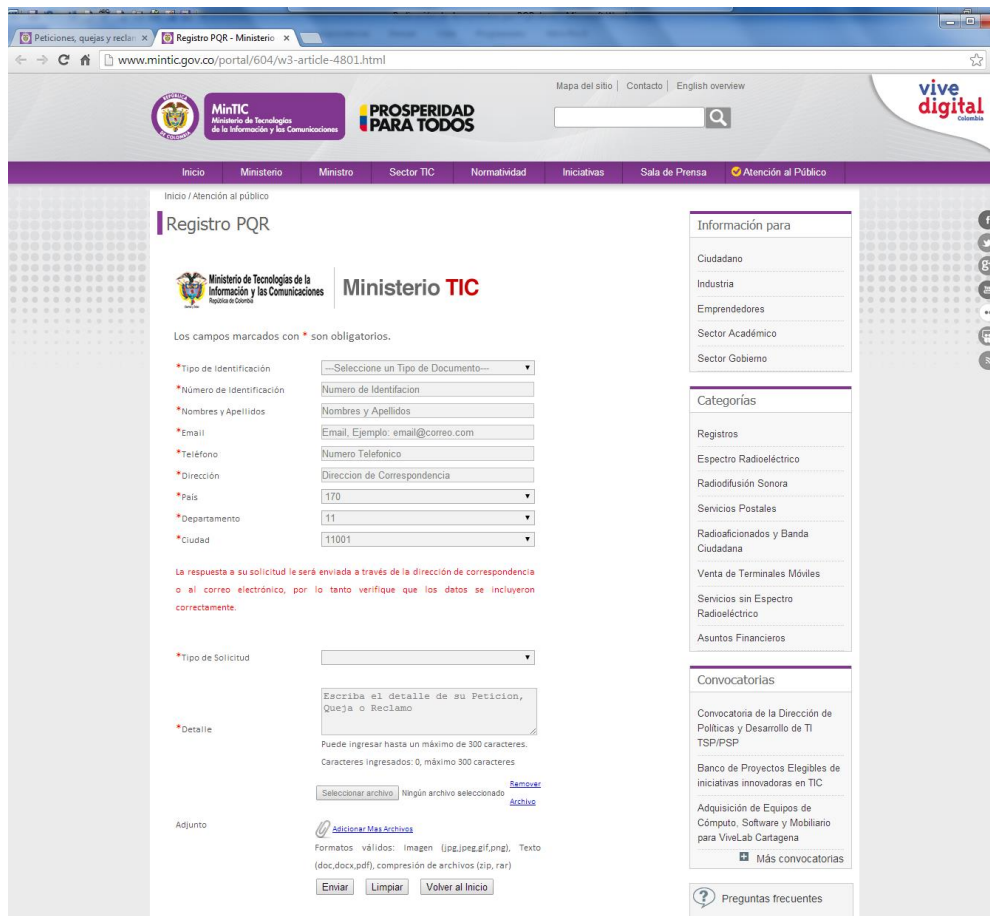 Peticiones, quejas y reclar
Registro PQR - Ministerio
www.mintic.gov.co/portal/604/w3-article-4801.html
Mapa del sitio | Contacto | English overview
MinTIC
Ministerio de Tecnologías
de la Información y las Comunicaciones
PROSPERIDAD
PARA TODOS
vive
digital
Colombia
Inicio Ministerio Ministro Sector TIC Normatividad Iniciativas Sala de Prensa Atención al Público
Inicio / Atención al público
Registro PQR
Ministerio de Tecnologías de la
Información y las Comunicaciones
República de Colombia
Ministerio TIC
Los campos marcados con * son obligatorios.
*Tipo de Identificación ---Seleccione un Tipo de Documento---
*Número de Identificación Numero de Identifacion
*Nombres y Apellidos Nombres y Apellidos
*Email Email, Ejemplo: email@correo.com
*Teléfono Numero Telefonico
*Dirección Direccion de Correspondencia
*País 170
*Departamento 11
*Ciudad 11001
La respuesta a su solicitud le será enviada a través de la dirección de correspondencia
o al correo electrónico, por lo tanto verifique que los datos se incluyeron
correctamente.
*Tipo de Solicitud
*Detalle
Escriba el detalle de su Peticion,
Queja o Reclamo
Puede ingresar hasta un máximo de 300 caracteres.
Caracteres ingresados: 0, máximo 300 caracteres
Adjunto
Seleccionar archivo Ningún archivo seleccionado
Remover
Archivo
Adicionar Mas Archivos
Formatos válidos: Imagen (jpg,jpeg,gif,png), Texto
(doc,docx,pdf), compresión de archivos (zip, rar)
Enviar Limpiar Volver al Inicio
Información para
Ciudadano
Industria
Emprendedores
Sector Académico
Sector Gobierno
Categorías
Registros
Espectro Radioeléctrico
Radiodifusión Sonora
Servicios Postales
Radioaficionados y Banda
Ciudadana
Venta de Terminales Móviles
Servicios sin Espectro
Radioeléctrico
Asuntos Financieros
Convocatorias
Convocatoria de la Dirección de
Políticas y Desarrollo de TI
TSP/PSP
Banco de Proyectos Elegibles de
iniciativas innovadoras en TIC
Adquisición de Equipos de
Cómputo, Software y Mobiliario
para ViveLab Cartagena
Más convocatorias
Preguntas frecuentes